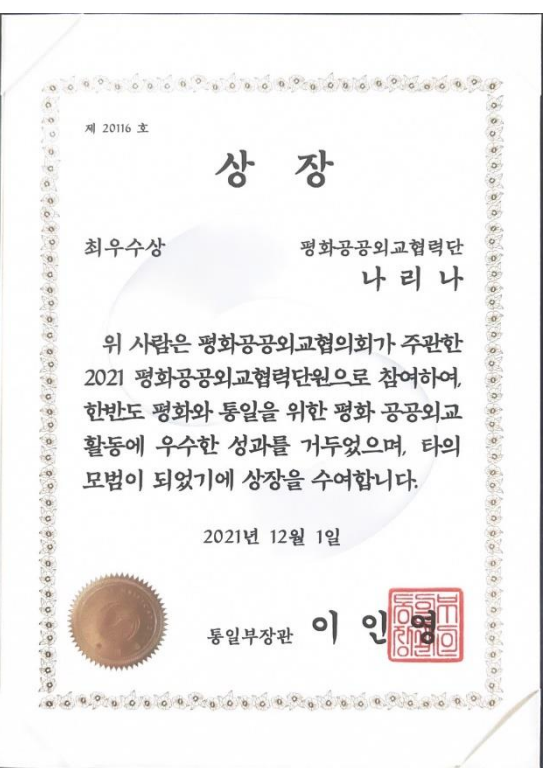 제 20116 호
상 장
최우수상
평화공공외교협력단
나 리 나
위 사람은 평화공공외교협의회가 주관한
2021 평화공공외교협력단원으로 참여하여,
한반도 평화와 통일을 위한 평화 공공외교
활동에 우수한 성과를 거두었으며, 타의
모범이 되었기에 상장을 수여합니다.
2021년 12월 1일
통일부장관 이 인 영